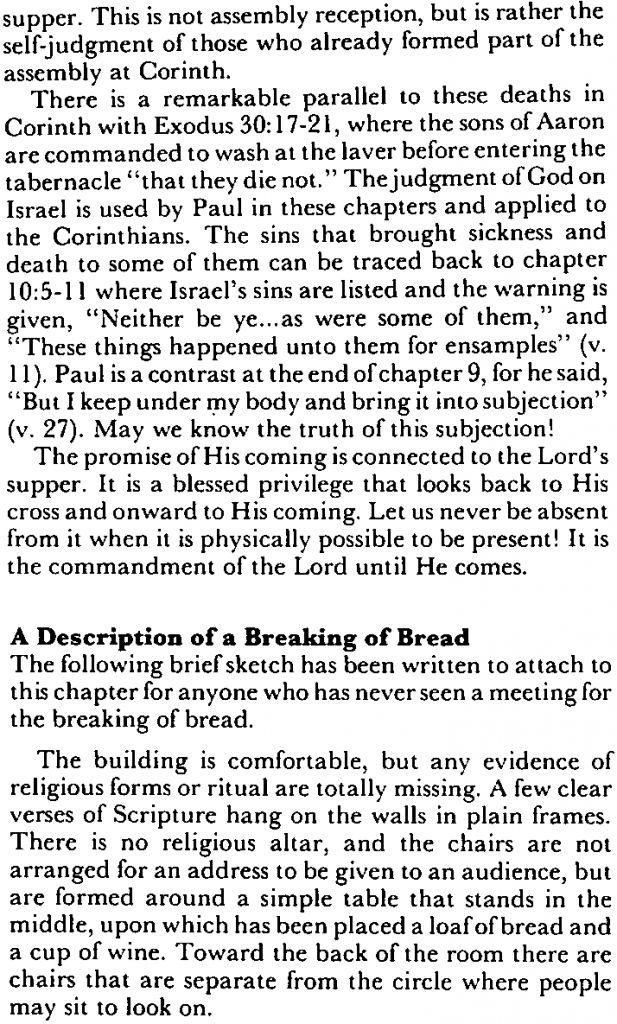 supper. This is not assembly reception, but is rather the
self-judgment of those who already formed part of the
assembly at Corinth.
There is a remarkable parallel to these deaths in
Corinth with Exodus 30:17-21, where the sons of Aaron
are commanded to wash at the laver before entering the
tabernacle "that they die not." The judgment of God on
Israel is used by Paul in these chapters and applied to
the Corinthians. The sins that brought sickness and
death to some of them can be traced back to chapter
10:5-11 where Israel's sins are listed and the warning is
given, "Neither be ye...as were some of them," and
"These things happened unto them for ensamples" (v.
11). Paul is a contrast at the end of chapter 9, for he said,
"But I keep under my body and bring it into subjection"
(v. 27). May we know the truth of this subjection!
The promise of His coming is connected to the Lord's
supper. It is a blessed privilege that looks back to His
cross and onward to His coming. Let us never be absent
from it when it is physically possible to be present! It is
the commandment of the Lord until He comes.
A Description of a Breaking of Bread
The following brief sketch has been written to attach to
this chapter for anyone who has never seen a meeting for
the breaking of bread.
The building is comfortable, but any evidence of
religious forms or ritual are totally missing. A few clear
verses of Scripture hang on the walls in plain frames.
There is no religious altar, and the chairs are not
arranged for an address to be given to an audience, but
are formed around a simple table that stands in the
middle, upon which has been placed a loaf of bread and
a cup of wine. Toward the back of the room there are
chairs that are separate from the circle where people
may sit to look on.